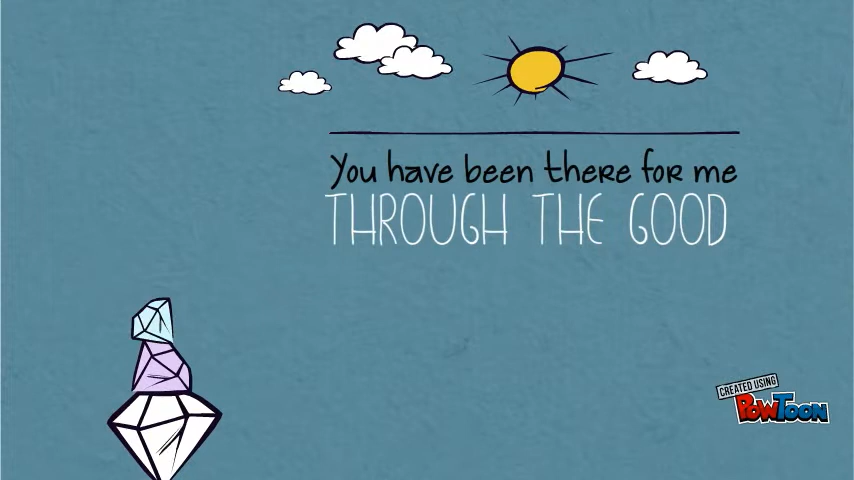 You have been there for me
THROUGH THE GOOD
CREATED USING
POWTOON